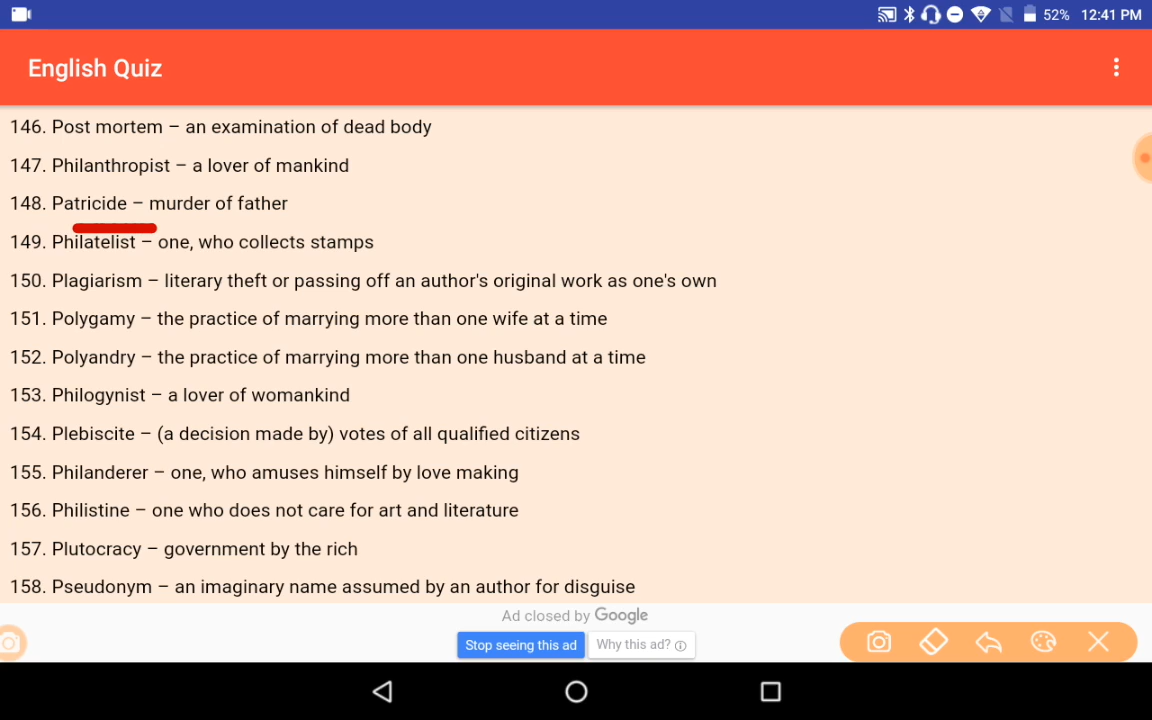 52% 12:41 PM
English Quiz
146. Post mortem – an examination of dead body
147. Philanthropist – a lover of mankind
148. Patricide – murder of father
149. Philatelist – one, who collects stamps
150. Plagiarism – literary theft or passing off an author's original work as one's own
151. Polygamy – the practice of marrying more than one wife at a time
152. Polyandry – the practice of marrying more than one husband at a time
153. Philogynist – a lover of womankind
154. Plebiscite – (a decision made by) votes of all qualified citizens
155. Philanderer – one, who amuses himself by love making
156. Philistine – one who does not care for art and literature
157. Plutocracy – government by the rich
158. Pseudonym – an imaginary name assumed by an author for disguise
Ad closed by Google
Stop seeing this ad Why this ad?